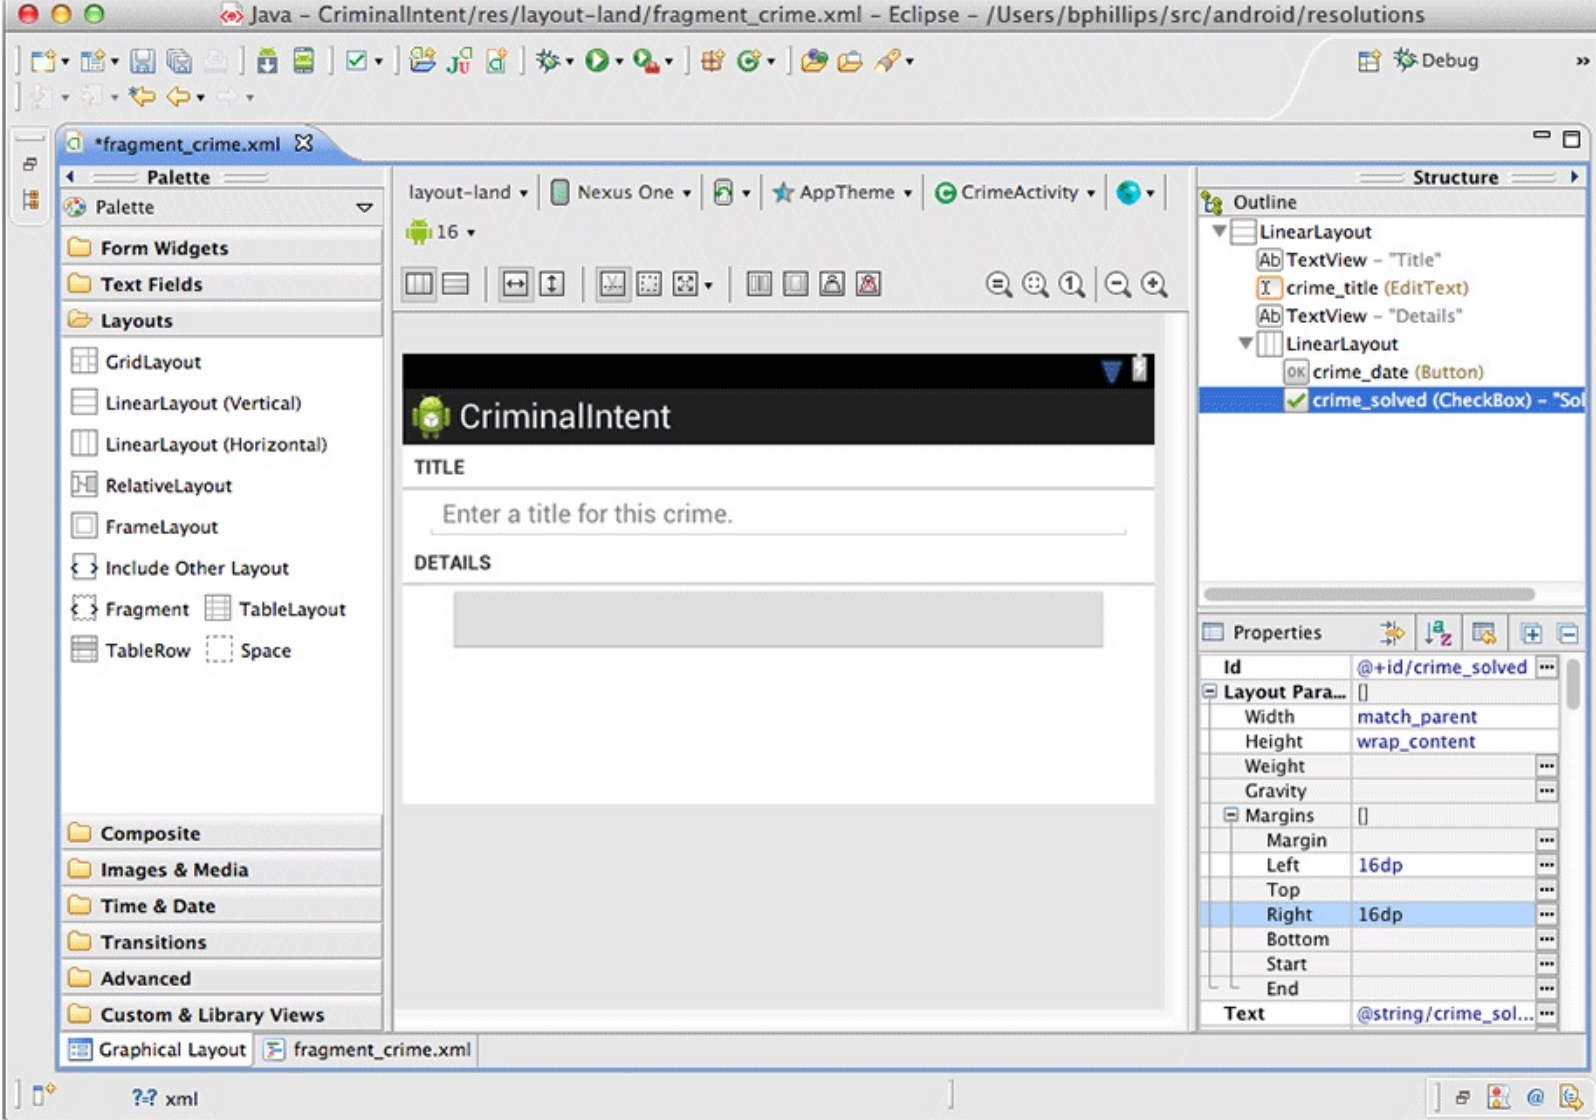 Java – CriminalIntent/res/layout-land/fragment_crime.xml – Eclipse – /Users/bphillips/src/android/resolutions
Debug
»
*fragment_crime.xml
Palette
Palette
Form Widgets
Text Fields
Layouts
GridLayout
LinearLayout (Vertical)
LinearLayout (Horizontal)
RelativeLayout
FrameLayout
Include Other Layout
Fragment TableLayout
TableRow Space
Composite
Images & Media
Time & Date
Transitions
Advanced
Custom & Library Views
layout-land Nexus One AppTheme CrimeActivity
16
CriminalIntent
TITLE
Enter a title for this crime.
DETAILS
Structure
Outline
LinearLayout
Ab TextView – "Title"
crime_title (EditText)
Ab TextView – "Details"
LinearLayout
OK crime_date (Button)
crime_solved (CheckBox) – "Sol
Properties
Id @+id/crime_solved ...
Layout Para... []
Width match_parent
Height wrap_content
Weight ...
Gravity ...
Margins []
Margin ...
Left 16dp ...
Top ...
Right 16dp ...
Bottom ...
Start ...
End ...
Text @string/crime_sol... ...
Graphical Layout fragment_crime.xml
?=? xml